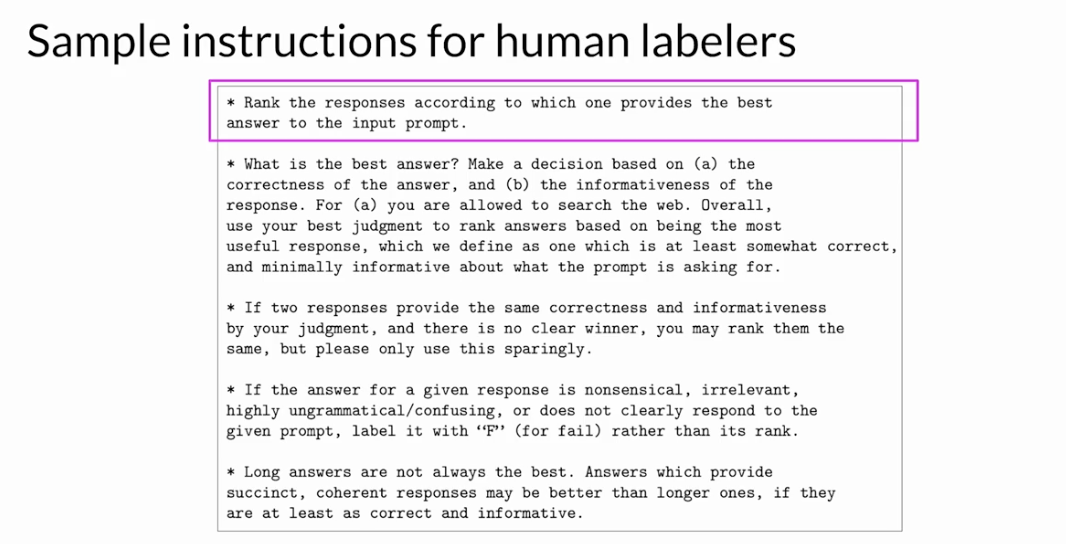 Sample instructions for human labelers
* Rank the responses according to which one provides the best
answer to the input prompt.
* What is the best answer? Make a decision based on (a) the
correctness of the answer, and (b) the informativeness of the
response. For (a) you are allowed to search the web. Overall,
use your best judgment to rank answers based on being the most
useful response, which we define as one which is at least somewhat correct,
and minimally informative about what the prompt is asking for.
* If two responses provide the same correctness and informativeness
by your judgment, and there is no clear winner, you may rank them the
same, but please only use this sparingly.
* If the answer for a given response is nonsensical, irrelevant,
highly ungrammatical/confusing, or does not clearly respond to the
given prompt, label it with “F” (for fail) rather than its rank.
* Long answers are not always the best. Answers which provide
succinct, coherent responses may be better than longer ones, if they
are at least as correct and informative.